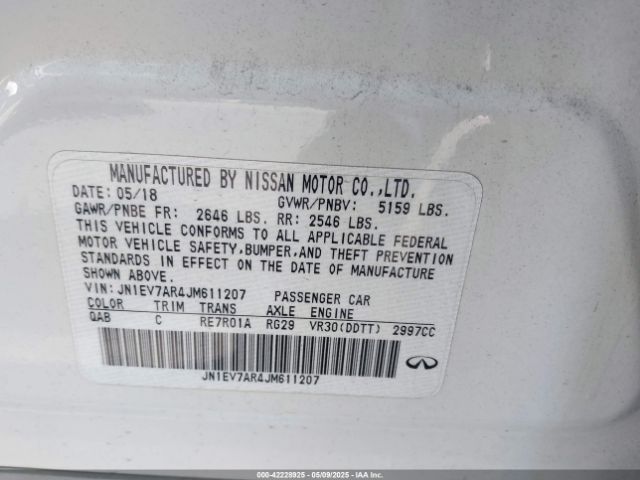 MANUFACTURED BY NISSAN MOTOR CO.,LTD.
DATE: 05/18 GVWR/PNBV: 5159 LBS.
GAWR/PNBE FR: 2646 LBS. RR: 2546 LBS.
THIS VEHICLE CONFORMS TO ALL APPLICABLE FEDERAL
MOTOR VEHICLE SAFETY,BUMPER,AND THEFT PREVENTION
STANDARDS IN EFFECT ON THE DATE OF MANUFACTURE
SHOWN ABOVE.
VIN: JN1EV7AR4JM611207 PASSENGER CAR
COLOR TRIM TRANS AXLE ENGINE
QAB C RE7R01A RG29 VR30(DDTT) 2997CC
JN1EV7AR4JM611207
000-42228925 - 05/09/2025 - IAAI.COM